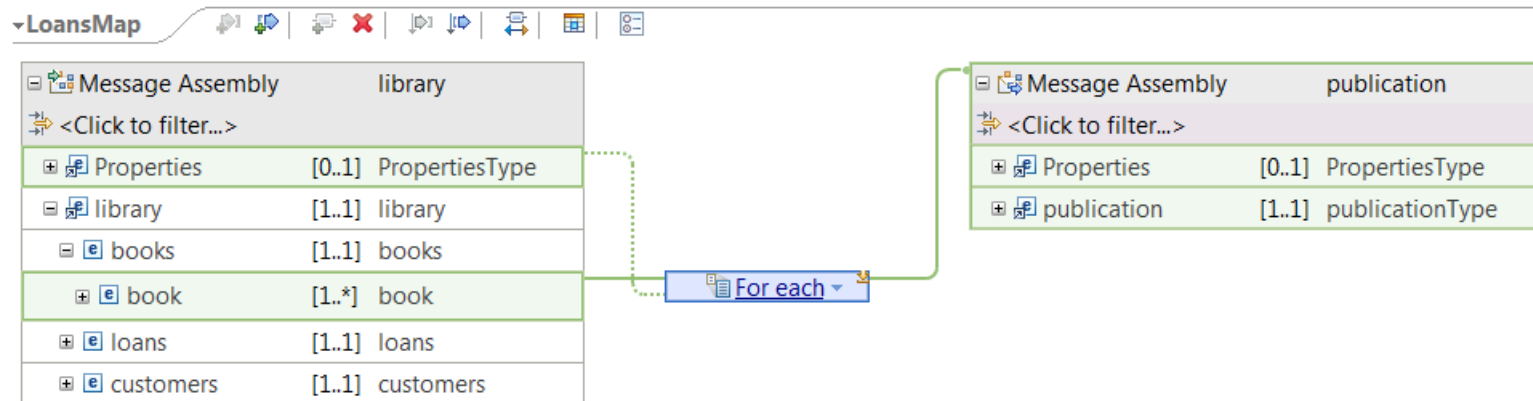 LoansMap
Message Assembly library
<Click to filter...>
Properties [0..1] PropertiesType
library [1..1] library
books [1..1] books
book [1..*] book
loans [1..1] loans
customers [1..1] customers
For each
Message Assembly publication
<Click to filter...>
Properties [0..1] PropertiesType
publication [1..1] publicationType